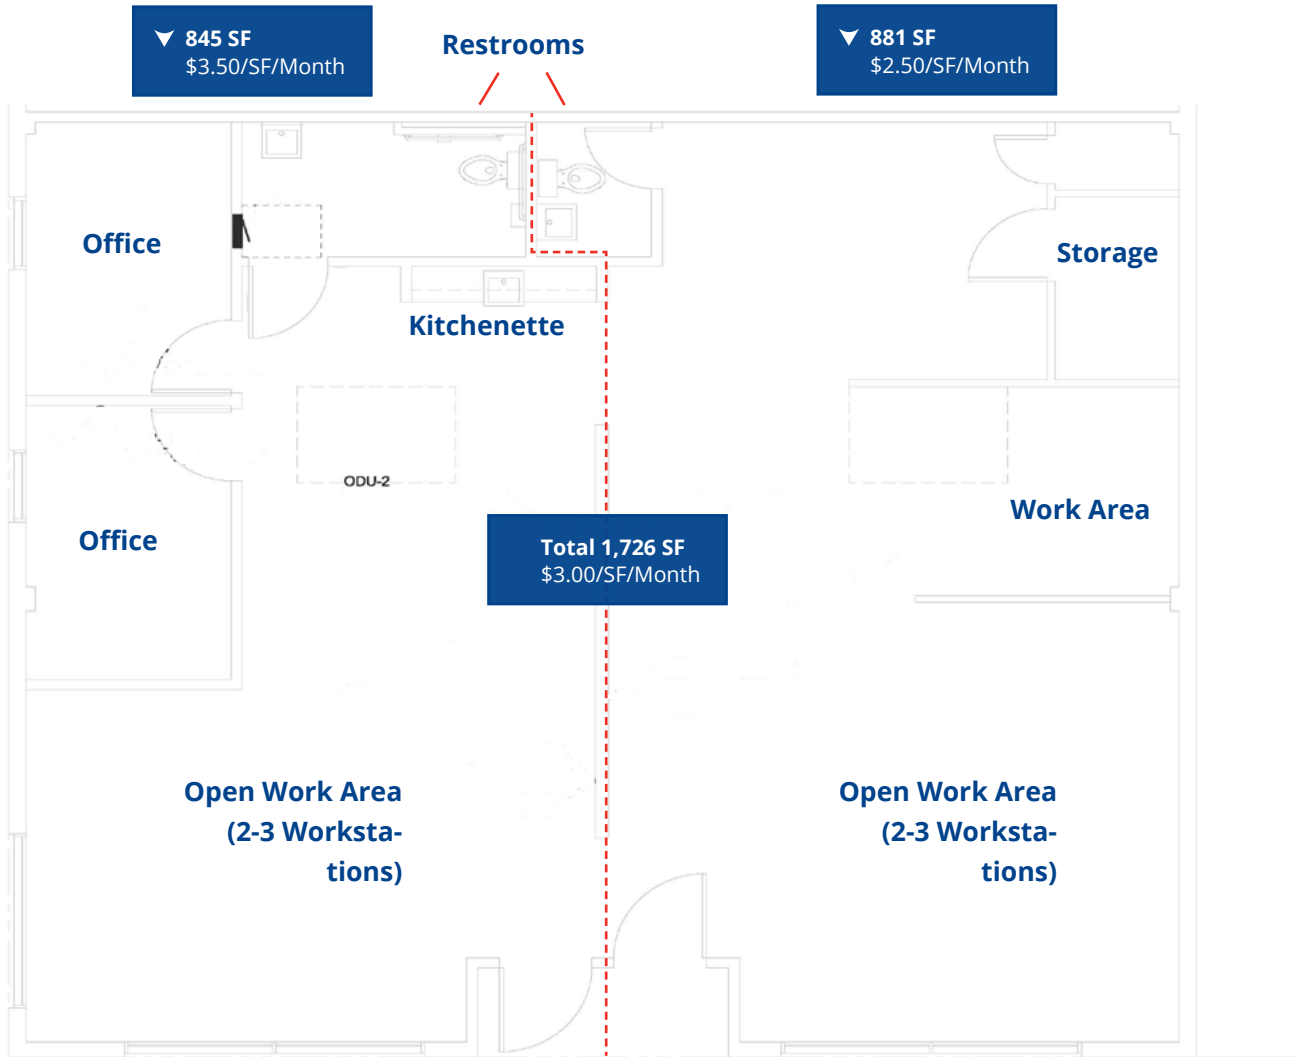 845 SF
$3.50/SF/Month
Restrooms
881 SF
$2.50/SF/Month
Office
Storage
Kitchenette
ODU-2
Work Area
Office
Total 1,726 SF
$3.00/SF/Month
Open Work Area
(2-3 Worksta-
tions)
Open Work Area
(2-3 Worksta-
tions)